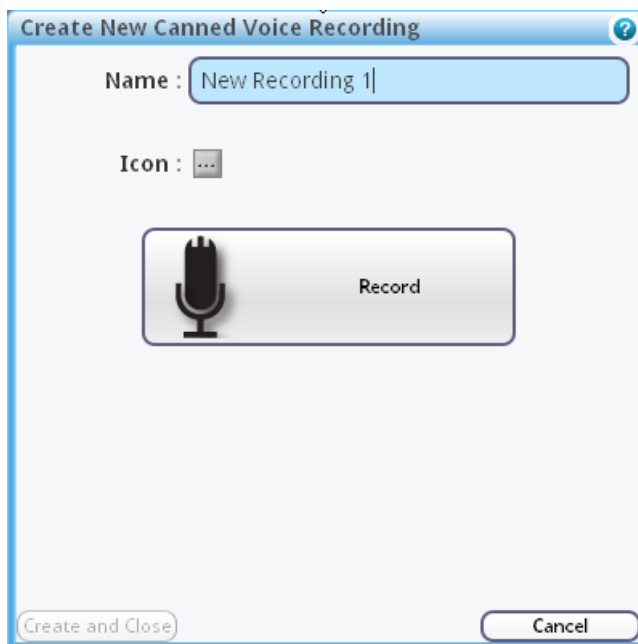 Create New Canned Voice Recording ?
Name : New Recording 1
Icon : ...
Record
Create and Close
Cancel